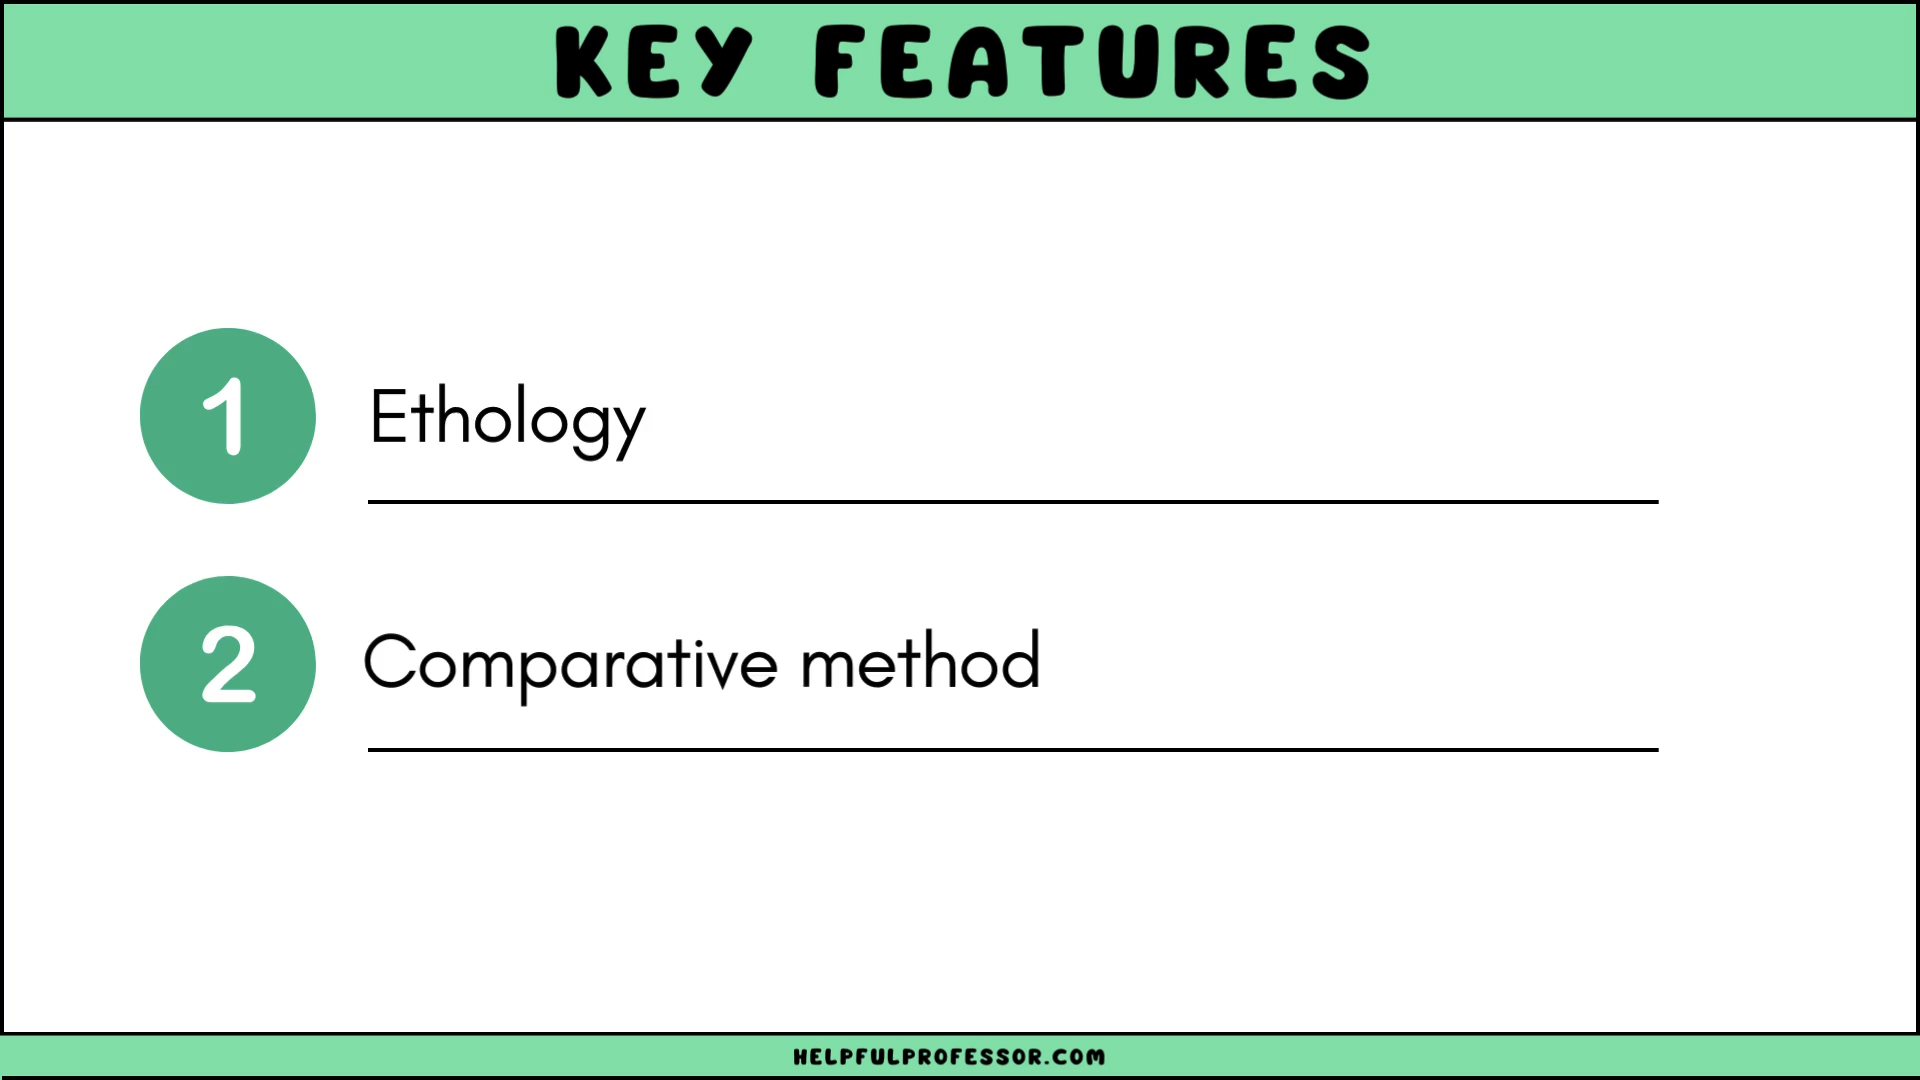 KEY FEATURES
1
Ethology
2
Comparative method
HELPFULPROFESSOR.COM